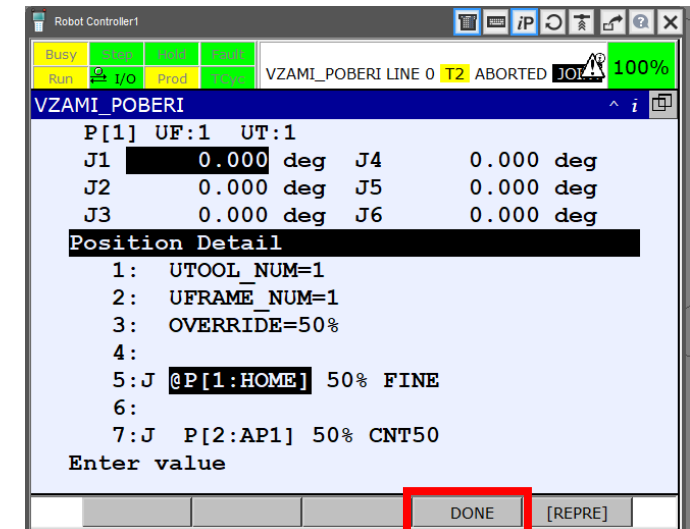 Robot Controller1
iP
Busy Step Hold Fault
Run I/O Prod TCyc
VZAMI_POBERI LINE 0 T2 ABORTED
100%
VZAMI_POBERI
P[1] UF:1 UT:1
J1 0.000 deg J4 0.000 deg
J2 0.000 deg J5 0.000 deg
J3 0.000 deg J6 0.000 deg
Position Detail
1: UTOOL_NUM=1
2: UFRAME_NUM=1
3: OVERRIDE=50%
4:
5:J @P[1:HOME] 50% FINE
6:
7:J P[2:AP1] 50% CNT50
Enter value
DONE [REPRE]